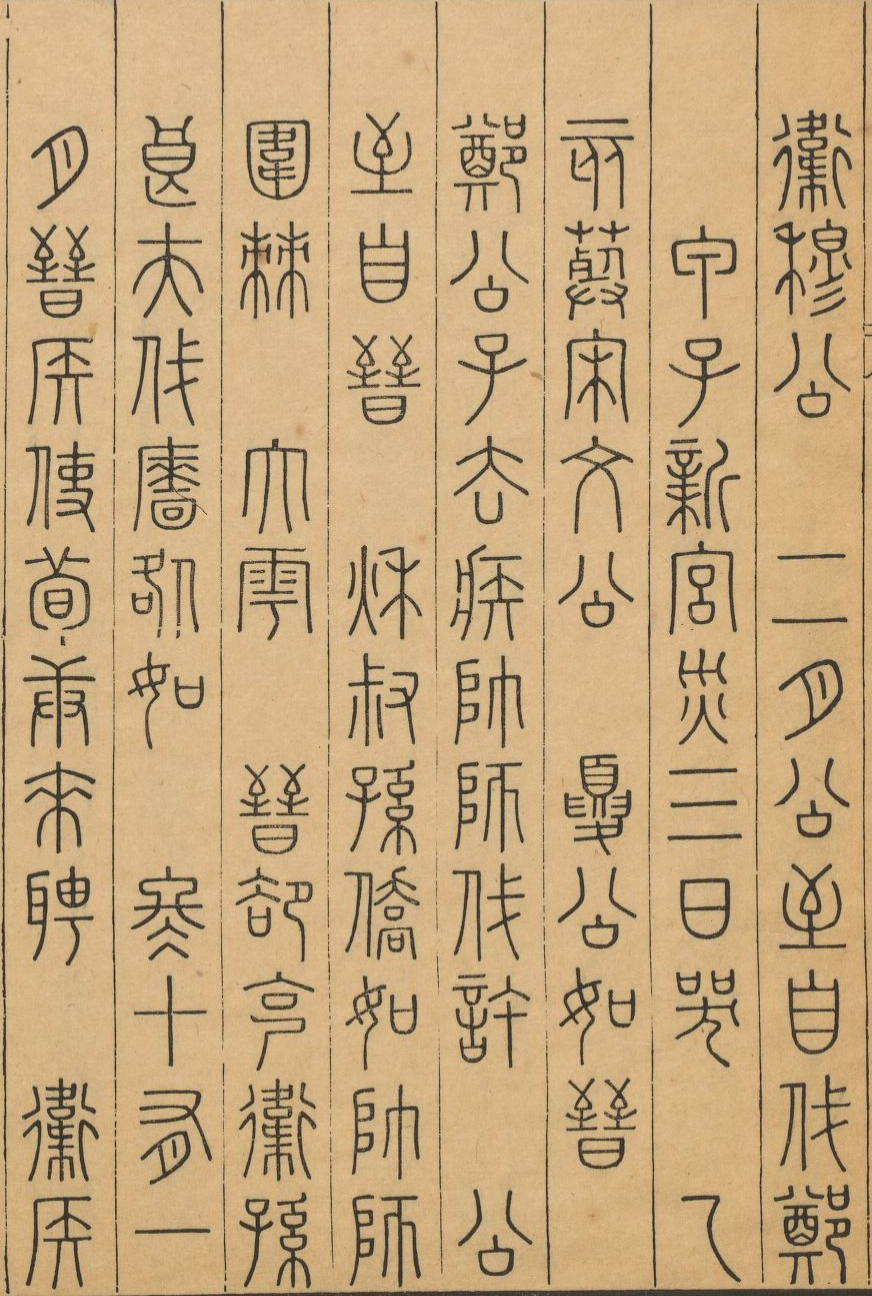 衛穆公　二月公至自伐鄭
甲子新宮災三日哭　乙
亥葬宋文公　夏公如晉
鄭公子去疾帥師伐許　公
至自晉　秋叔孫僑如帥師
圍棘　大雩　晉郤克衛孫
良夫伐廧咎如　冬十有一
月晉侯使荀庚來聘　衛侯